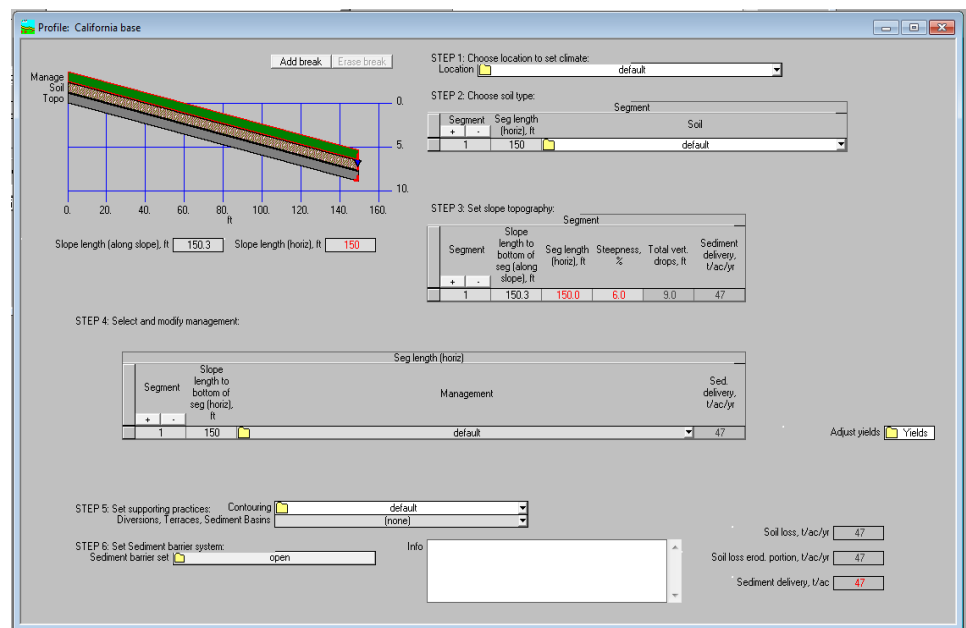 Profile: California base
Add break Erase break
Manage
Soil
Topo
0.
5.
10.
0. 20. 40. 60. 80. 100. 120. 140. 160.
ft
Slope length (along slope), ft 150.3 Slope length (horiz), ft 150
STEP 1: Choose location to set climate:
Location default
STEP 2: Choose soil type:
Segment
Segment Seg length (horiz), ft Soil
+ -
1 150 default
STEP 3: Set slope topography:
Segment
Segment Slope length to bottom of seg (along slope), ft Seg length (horiz), ft Steepness, % Total vert. drops, ft Sediment delivery, t/ac/yr
+ -
1 150.3 150.0 6.0 9.0 47
STEP 4: Select and modify management:
Seg length (horiz)
Segment Slope length to bottom of seg (horiz), ft Management Sed. delivery, t/ac/yr
+ -
1 150 default 47
Adjust yields Yields
STEP 5: Set supporting practices: Contouring default
Diversions, Terraces, Sediment Basins (none)
STEP 6: Set Sediment barrier system:
Sediment barrier set open
Info
Soil loss, t/ac/yr 47
Soil loss erod. portion, t/ac/yr 47
Sediment delivery, t/ac 47